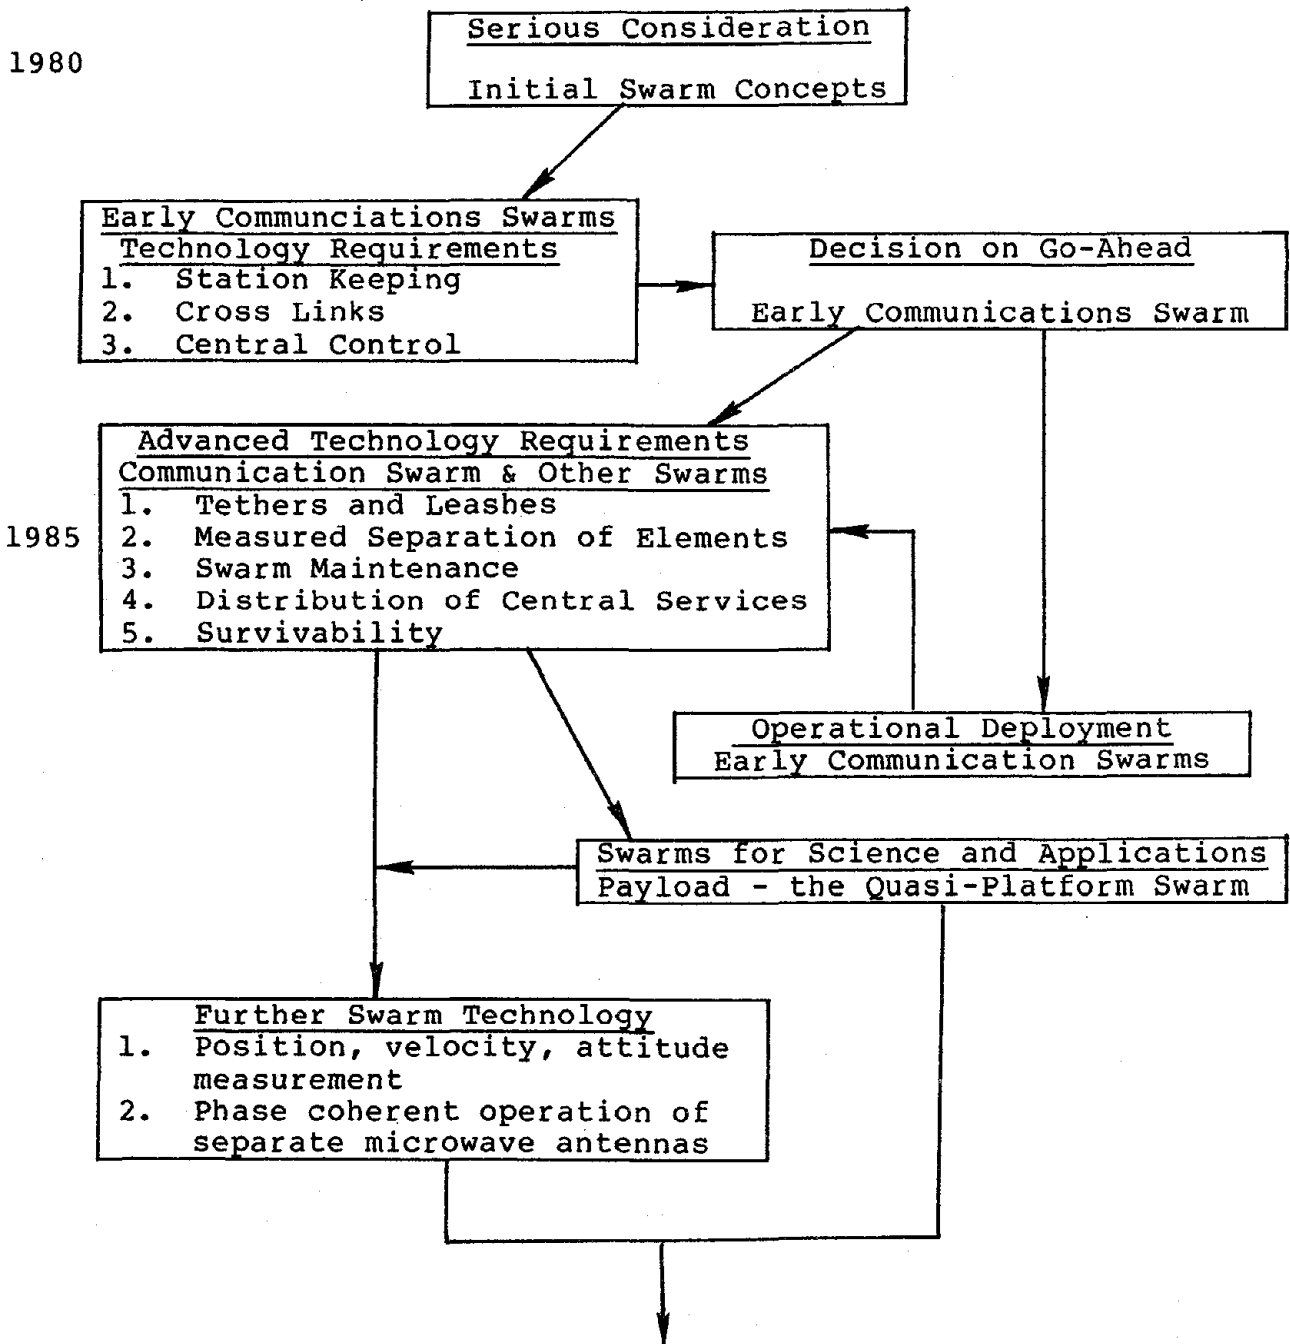 1980
Serious Consideration
Initial Swarm Concepts
Early Communciations Swarms
Technology Requirements
1. Station Keeping
2. Cross Links
3. Central Control
Decision on Go-Ahead
Early Communications Swarm
1985
Advanced Technology Requirements
Communication Swarm & Other Swarms
1. Tethers and Leashes
2. Measured Separation of Elements
3. Swarm Maintenance
4. Distribution of Central Services
5. Survivability
Operational Deployment
Early Communication Swarms
Swarms for Science and Applications
Payload - the Quasi-Platform Swarm
Further Swarm Technology
1. Position, velocity, attitude
measurement
2. Phase coherent operation of
separate microwave antennas